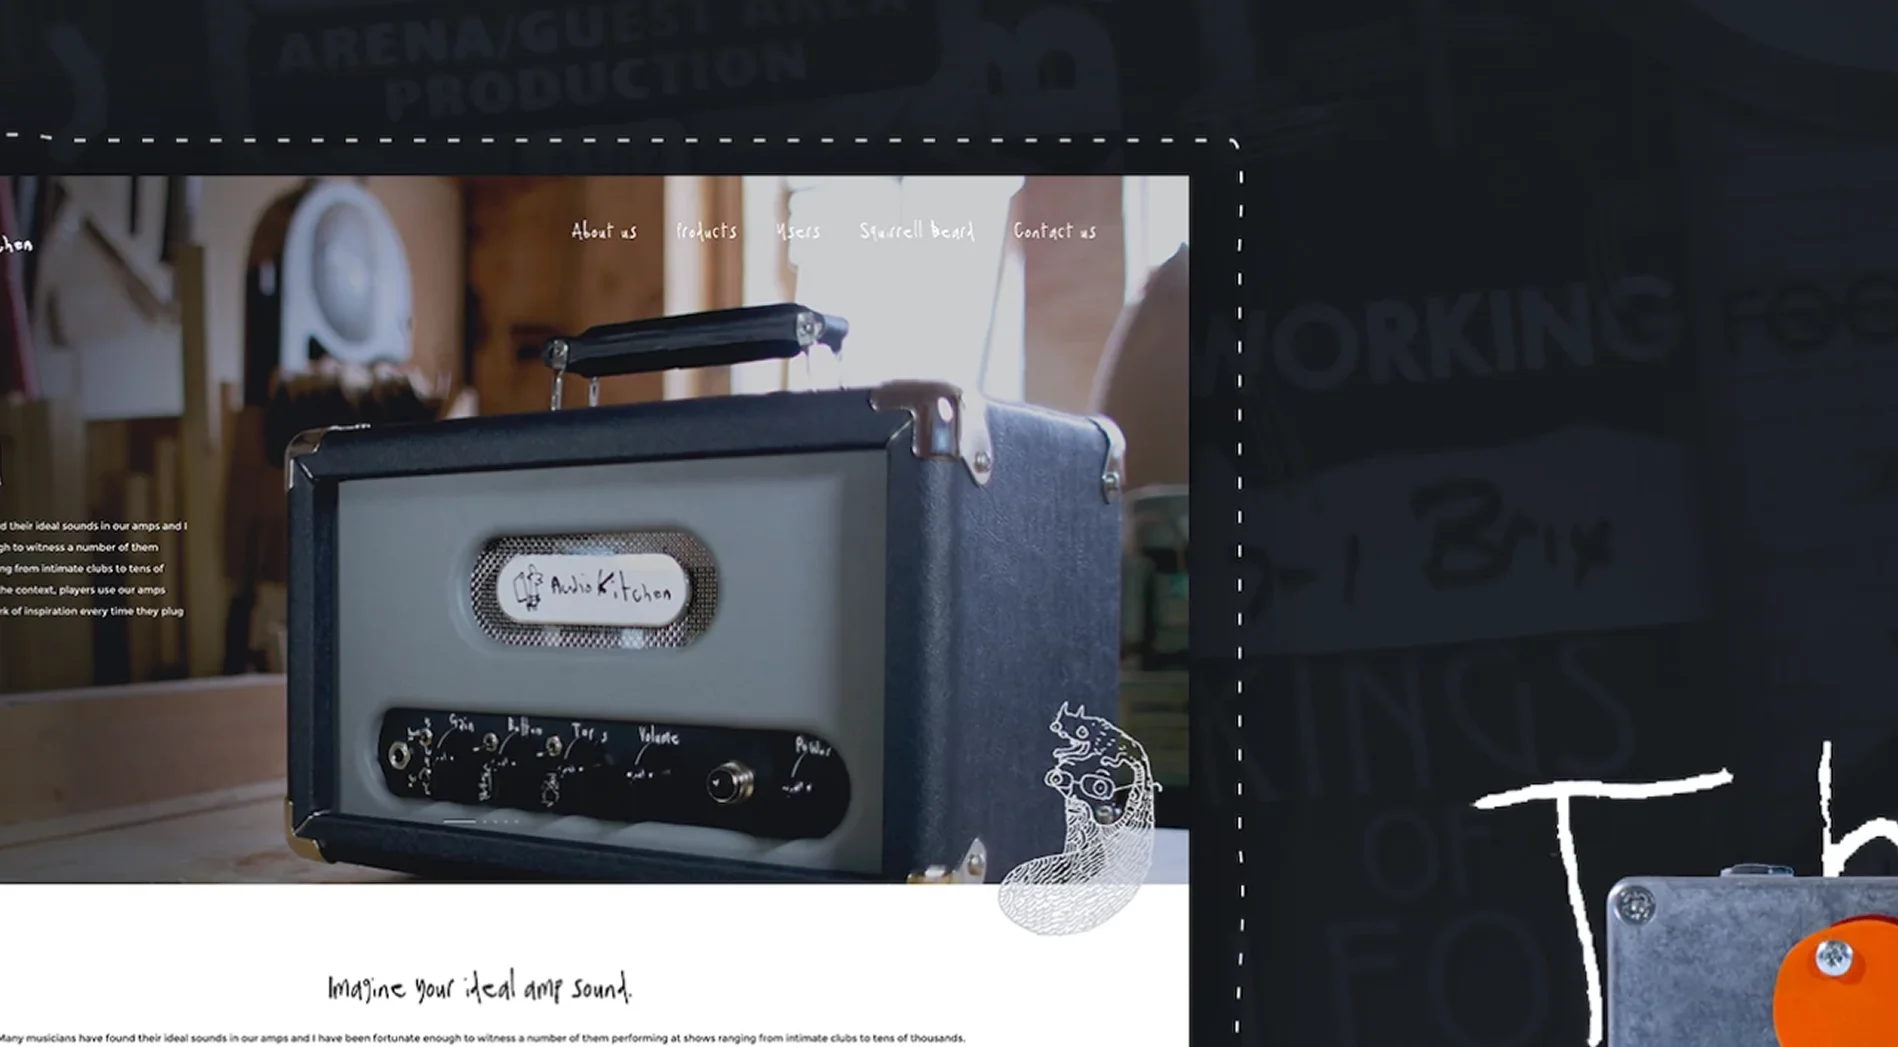 ARENA/GUEST AREA
PRODUCTION
About us Products Users Squirrell Beard Contact us
chen
WORKING
Brix
KINGS
OF
FO
d their ideal sounds in our amps and I
gh to witness a number of them
ng from intimate clubs to tens of
he context, players use our amps
rk of inspiration every time they plug
Audio Kitchen
Gain Button Volume Power
Th
Imagine your ideal amp sound.
Many musicians have found their ideal sounds in our amps and I have been fortunate enough to witness a number of them performing at shows ranging from intimate clubs to tens of thousands.